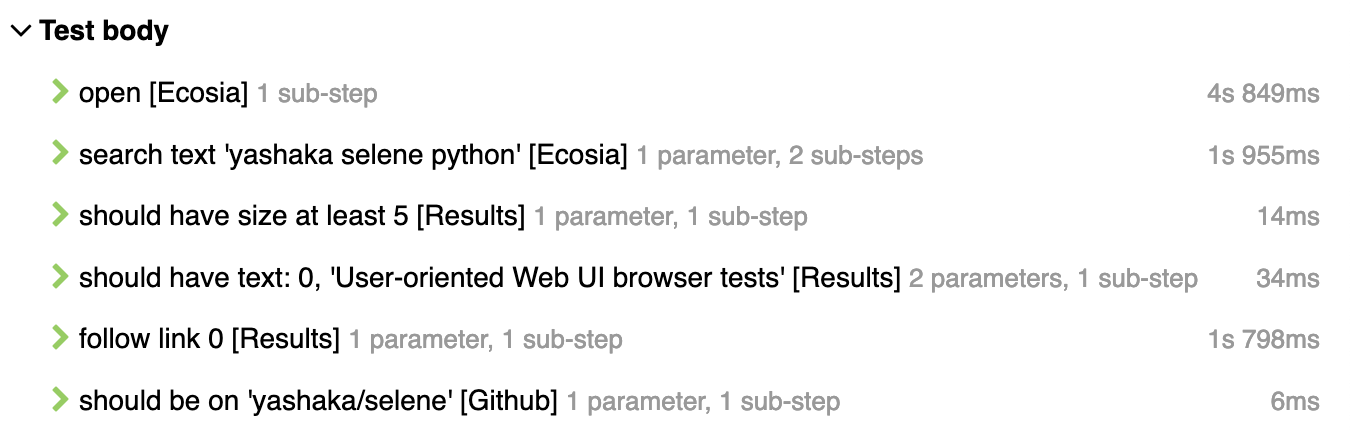 Test body
open [Ecosia] 1 sub-step 4s 849ms
search text 'yashaka selene python' [Ecosia] 1 parameter, 2 sub-steps 1s 955ms
should have size at least 5 [Results] 1 parameter, 1 sub-step 14ms
should have text: 0, 'User-oriented Web UI browser tests' [Results] 2 parameters, 1 sub-step 34ms
follow link 0 [Results] 1 parameter, 1 sub-step 1s 798ms
should be on 'yashaka/selene' [Github] 1 parameter, 1 sub-step 6ms